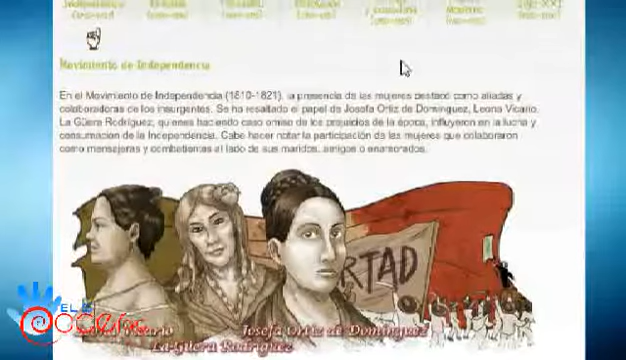 Movimiento de Independencia
En el Movimiento de Independencia (1810-1821), la presencia de las mujeres destacó como aliadas y
colaboradoras de los insurgentes. Se ha resaltado el papel de Josefa Ortiz de Domínguez, Leona Vicario,
La Güera Rodríguez, quienes haciendo caso omiso de los prejuicios de la época, influyeron en la lucha y
consumación de la Independencia. Cabe hacer notar la participación de las mujeres que colaboraron
como mensajeras y combatientes al lado de sus maridos, amigos o enamorados.
RTAD
Vicario
Josefa Ortiz de Domínguez
La Güera Rodríguez